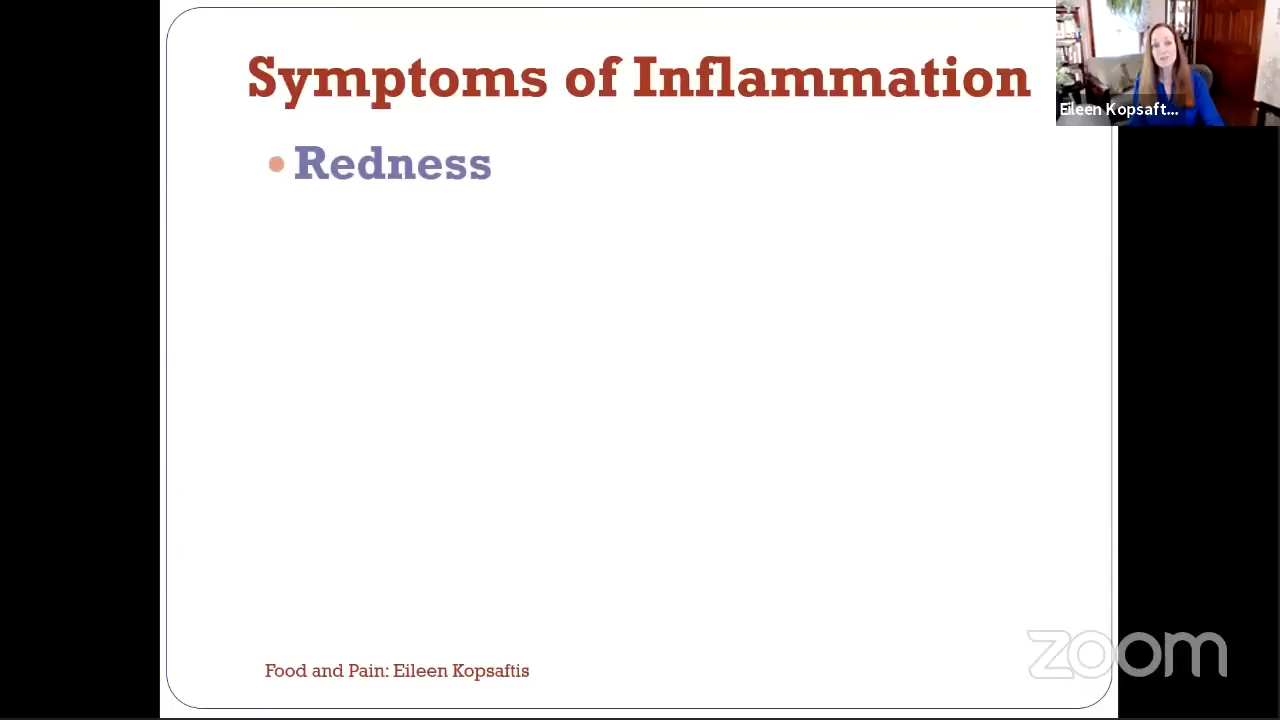 Symptoms of Inflammation
Eileen Kopsaft...
• Redness
Food and Pain: Eileen Kopsaftis
zoom